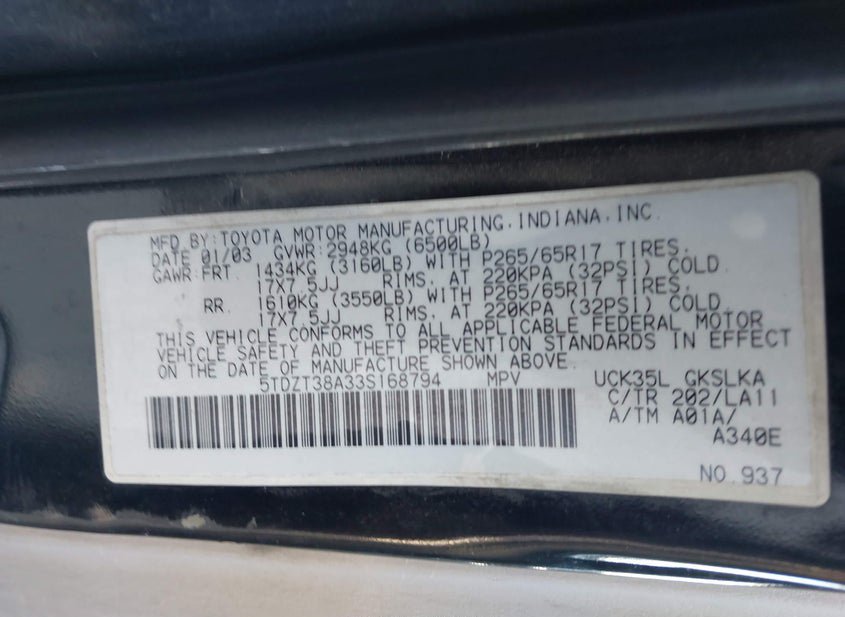 MFD.BY:TOYOTA MOTOR MANUFACTURING.INDIANA.INC.
DATE 01/03 GVWR:2948KG (6500LB)
GAWR:FRT 1434KG (3160LB) WITH P265/65R17 TIRES.
17X7.5JJ RIMS. AT 220KPA (32PSI) COLD.
RR 1610KG (3550LB) WITH P265/65R17 TIRES.
17X7.5JJ RIMS. AT 220KPA (32PSI) COLD.
THIS VEHICLE CONFORMS TO ALL APPLICABLE FEDERAL MOTOR
VEHICLE SAFETY AND THEFT PREVENTION STANDARDS IN EFFECT
ON THE DATE OF MANUFACTURE SHOWN ABOVE.
5TDZT38A33S168794 MPV UCK35L GKSLKA
C/TR 202/LA11
A/TM A01A/
A340E
NO.937